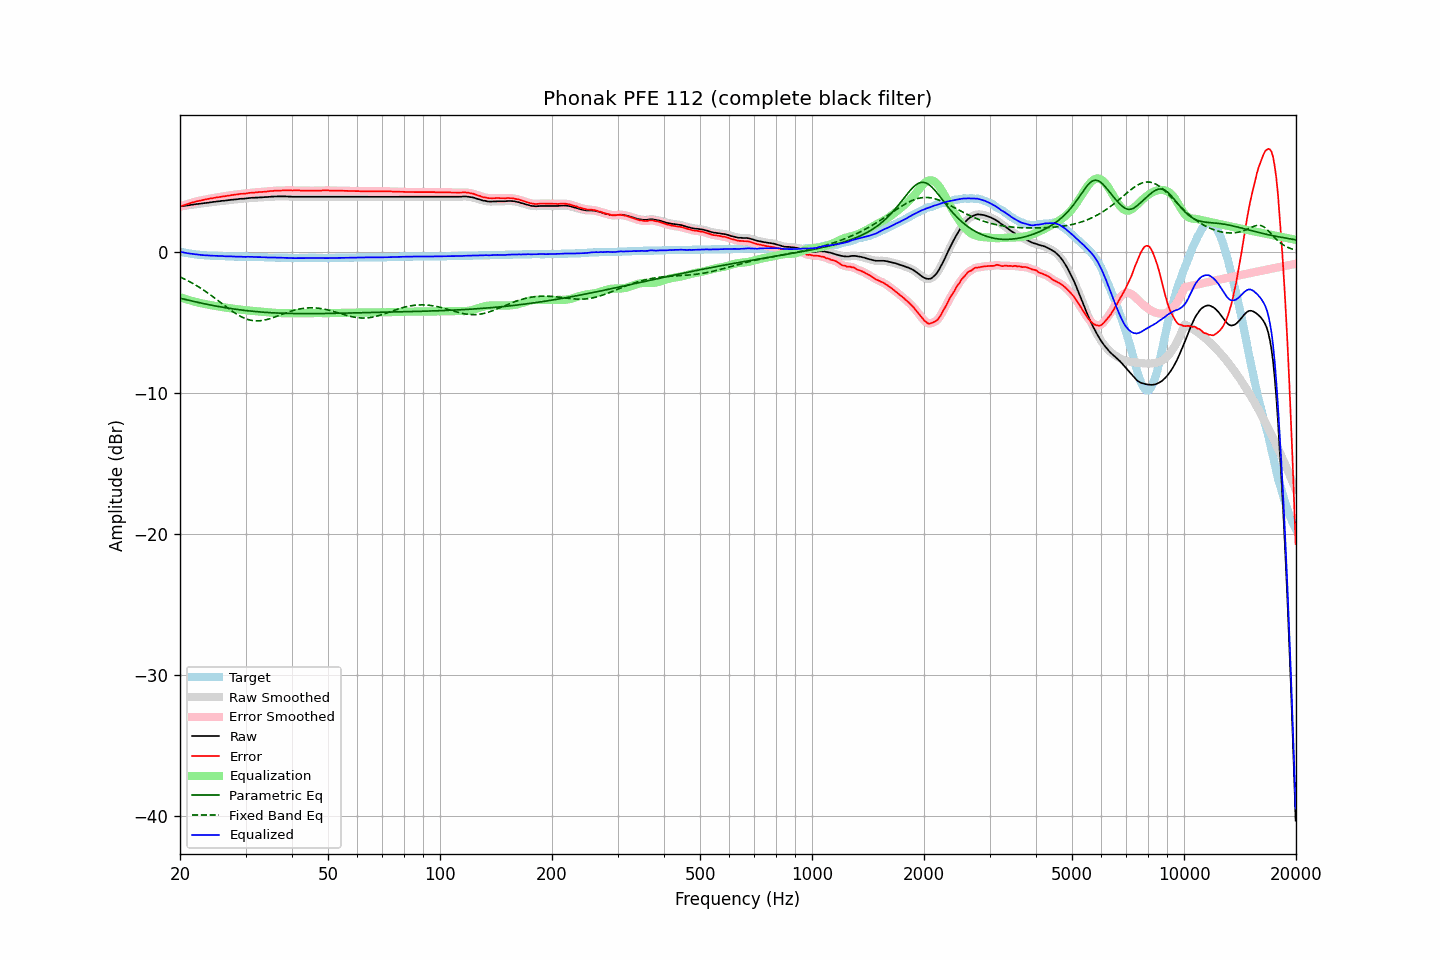 Phonak PFE 112 (complete black filter)
Amplitude (dBr)
0
−10
−20
−30
−40
Target
Raw Smoothed
Error Smoothed
Raw
Error
Equalization
Parametric Eq
Fixed Band Eq
Equalized
20 50 100 200 500 1000 2000 5000 10000 20000
Frequency (Hz)